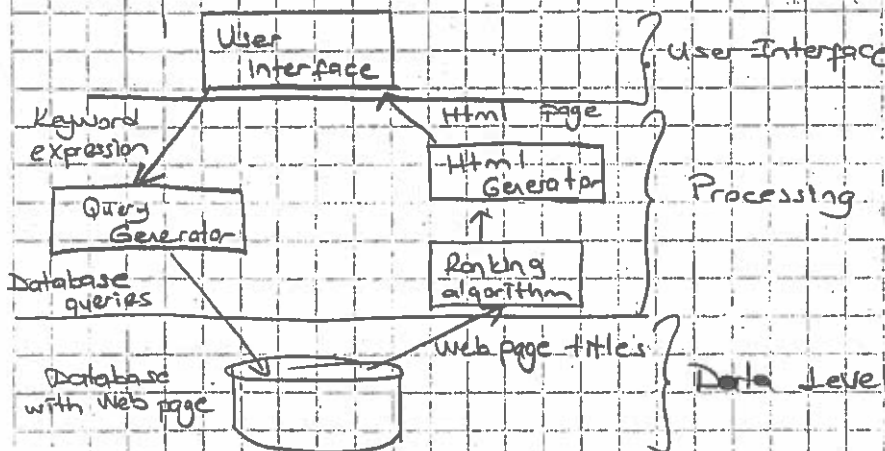 User
Interface
User Interface
Keyword
expression
Html Page
Html
Generator
Processing
Query
Generator
Ranking
algorithm
Database
queries
Web page titles
Database
with Web page
Data Level